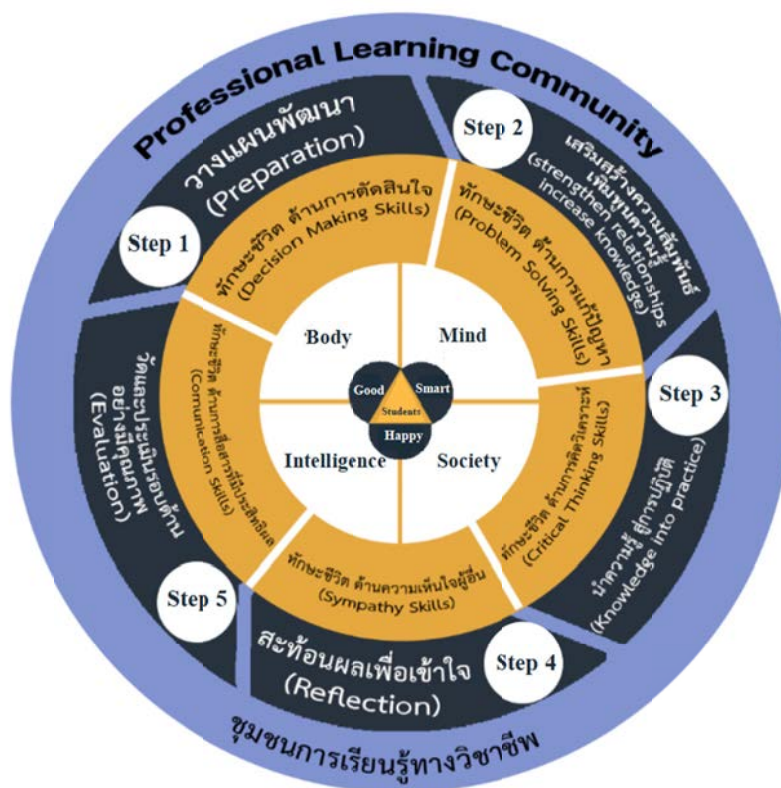 Professional Learning Community
Step 1
วางแผนพัฒนา
(Preparation)
Step 2
เสริมสร้างความสัมพันธ์
เพิ่มพูนความรู้
(strengthen relationships
increase knowledge)
Step 3
นำความรู้ สู่การปฏิบัติ
(Knowledge into practice)
Step 4
สะท้อนผลเพื่อเข้าใจ
(Reflection)
Step 5
วัดและประเมินรอบด้าน
อย่างมีคุณภาพ
(Evaluation)
ทักษะชีวิต ด้านการตัดสินใจ
(Decision Making Skills)
ทักษะชีวิต ด้านการแก้ปัญหา
(Problem Solving Skills)
ทักษะชีวิต ด้านการคิดวิเคราะห์
(Critical Thinking Skills)
ทักษะชีวิต ด้านความเห็นใจผู้อื่น
(Sympathy Skills)
ทักษะชีวิต ด้านการสื่อสารที่มีประสิทธิผล
(Comunication Skills)
Body
Mind
Good
Smart
Students
Happy
Intelligence
Society
ชุมชนการเรียนรู้ทางวิชาชีพ